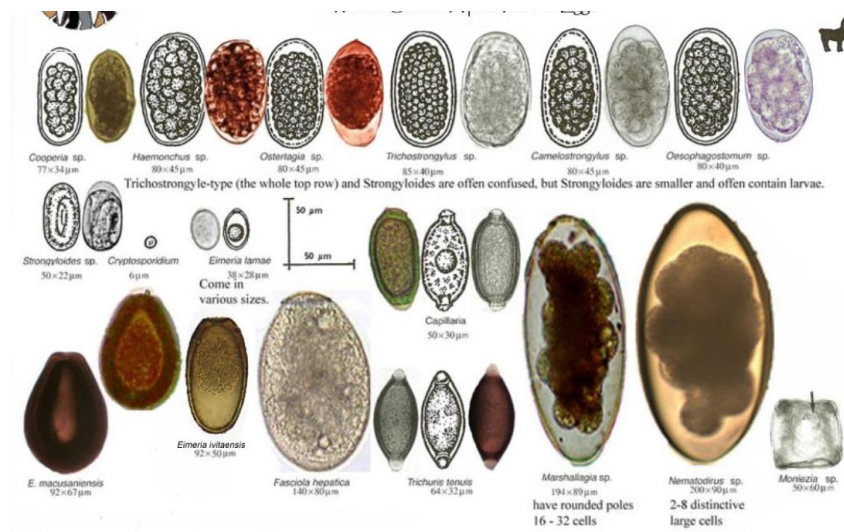 Cooperia sp.
77×34µm
Haemonchus sp.
80×45µm
Ostertagia sp.
80×45µm
Trichostrongylus sp.
85×40µm
Camelostrongylus sp.
80×45µm
Oesophagostomum sp.
80×40µm
Trichostrongyle-type (the whole top row) and Strongyloides are offen confused, but Strongyloides are smaller and offen contain larvae.
Strongyloides sp.
50×22µm
Cryptosporidium
6µm
Eimeria lamae
38×28µm
Come in
various sizes.
50 µm
50 µm
Capillaria
50×30µm
E. macusaniensis
92×67µm
Eimeria ivitaensis
92×50µm
Fasciola hepatica
140×80µm
Trichuris tenuis
64×32µm
Marshallagia sp.
194×89µm
have rounded poles
16 - 32 cells
Nematodirus sp.
200×90µm
2-8 distinctive
large cells
Moniezia sp.
50×60µm